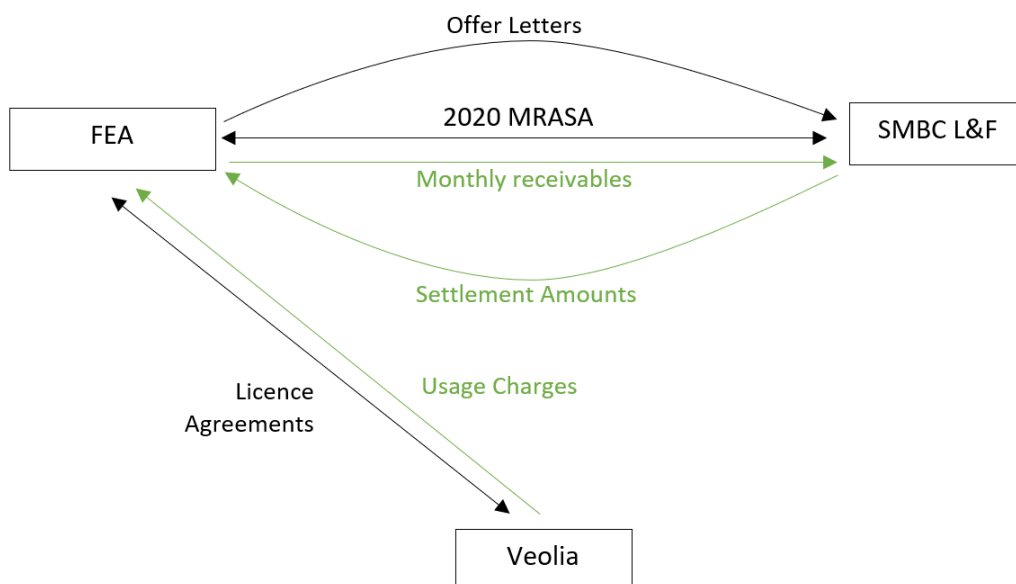 Offer Letters
FEA
2020 MRASA
SMBC L&F
Monthly receivables
Settlement Amounts
Usage Charges
Licence
Agreements
Veolia